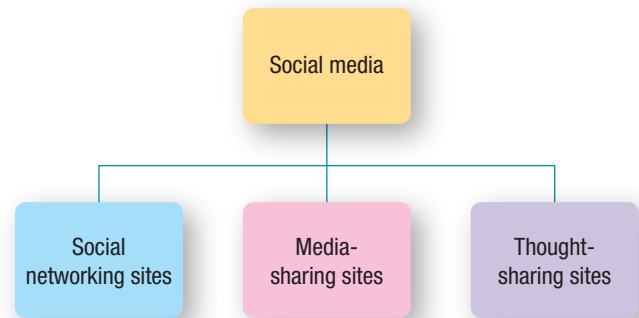 Social media
Social
networking sites
Media-
sharing sites
Thought-
sharing sites